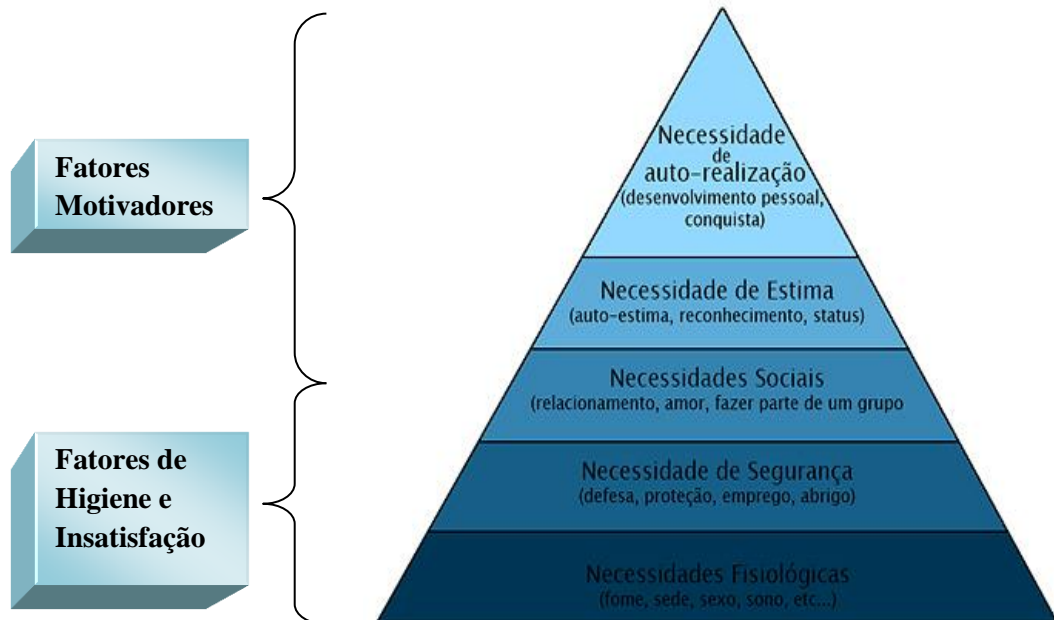 Fatores
Motivadores
Fatores de
Higiene e
Insatisfação
Necessidade
de
auto-realização
(desenvolvimento pessoal,
conquista)
Necessidade de Estima
(auto-estima, reconhecimento, status)
Necessidades Sociais
(relacionamento, amor, fazer parte de um grupo
Necessidade de Segurança
(defesa, proteção, emprego, abrigo)
Necessidades Fisiológicas
(fome, sede, sexo, sono, etc...)